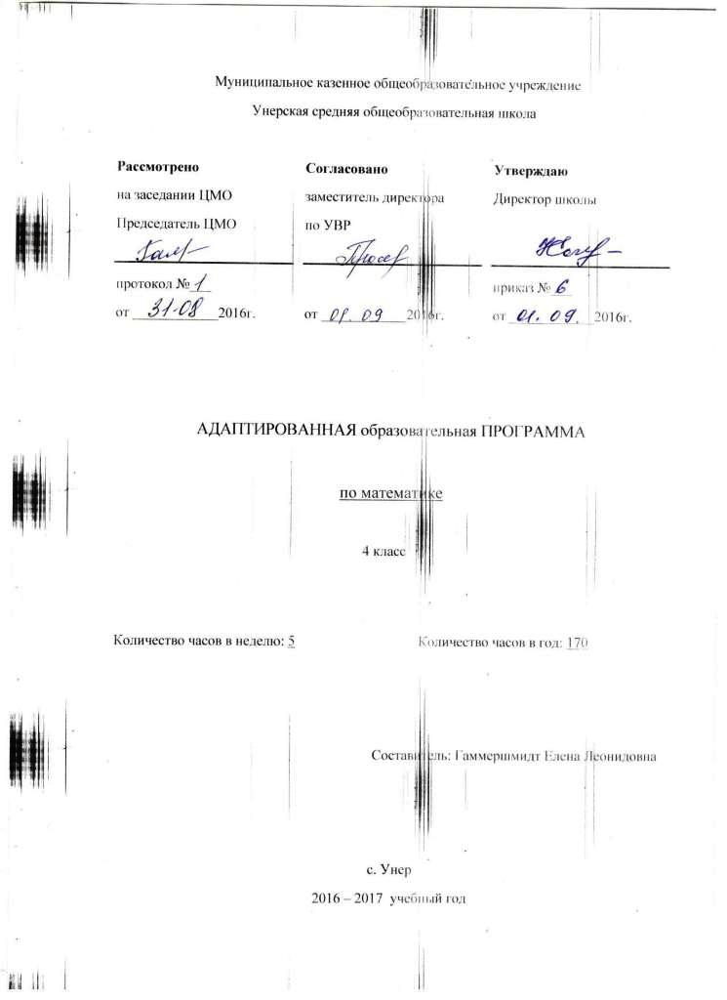 Муниципальное казенное общеобразовательное учреждение
Унерская средняя общеобразовательная школа
Рассмотрено
на заседании ЦМО
Председатель ЦМО
протокол № 1
от 31.08 2016г.
Согласовано
заместитель директора
по УВР
от 01.09 2016г.
Утверждаю
Директор школы
приказ № 6
от 01.09. 2016г.
АДАПТИРОВАННАЯ образовательная ПРОГРАММА
по математике
4 класс
Количество часов в неделю: 5 Количество часов в год: 170
Составитель: Гаммершмидт Елена Леонидовна
с. Унер
2016 – 2017 учебный год